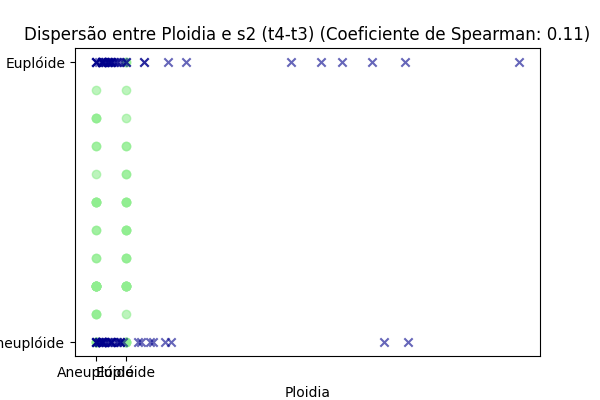 Dispersão entre Ploidia e s2 (t4-t3) (Coeficiente de Spearman: 0.11)
Euplóide
neuplóide
Aneuplóide Euplóide
Ploidia